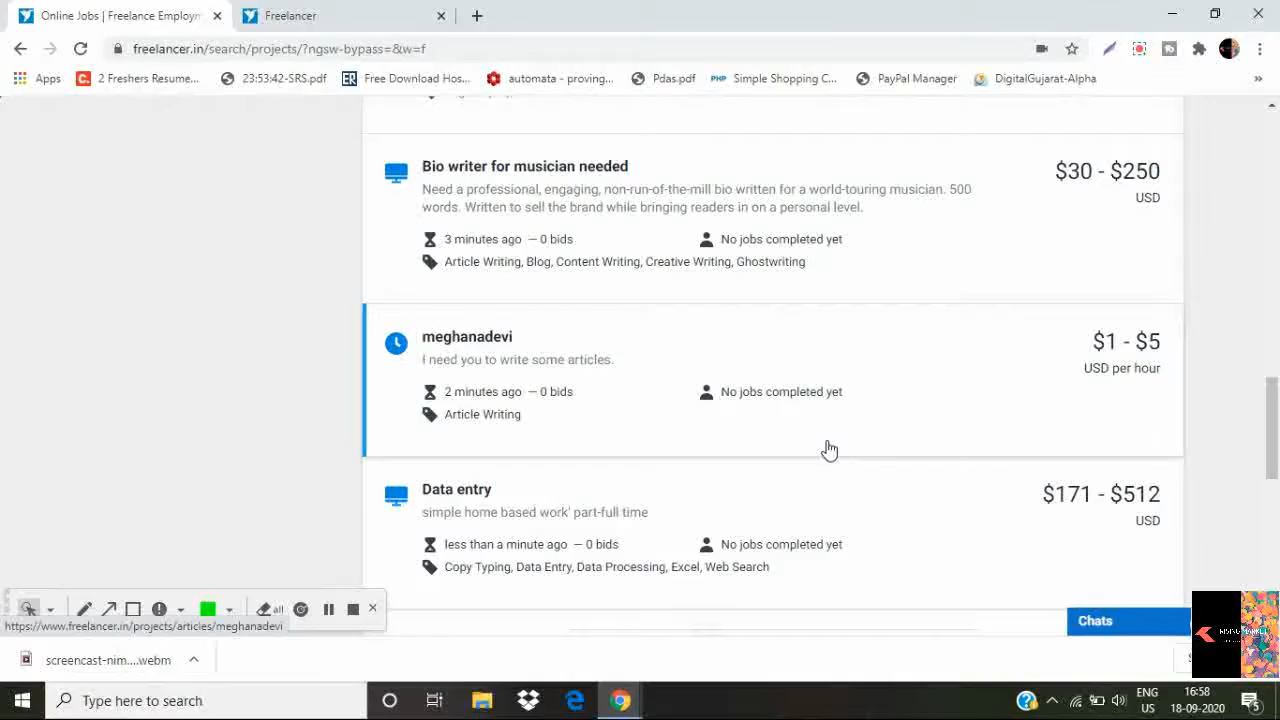 Online Jobs | Freelance Employm
Freelancer
freelancer.in/search/projects/?ngsw-bypass=&w=f
Apps
2 Freshers Resume...
23:53:42-SRS.pdf
Free Download Hos...
automata - proving...
Pdas.pdf
Simple Shopping C...
PayPal Manager
DigitalGujarat-Alpha
»
Bio writer for musician needed
$30 - $250
USD
Need a professional, engaging, non-run-of-the-mill bio written for a world-touring musician. 500
words. Written to sell the brand while bringing readers in on a personal level.
3 minutes ago — 0 bids
No jobs completed yet
Article Writing, Blog, Content Writing, Creative Writing, Ghostwriting
meghanadevi
$1 - $5
USD per hour
I need you to write some articles.
2 minutes ago — 0 bids
No jobs completed yet
Article Writing
Data entry
$171 - $512
USD
simple home based work' part-full time
less than a minute ago — 0 bids
No jobs completed yet
Copy Typing, Data Entry, Data Processing, Excel, Web Search
all
https://www.freelancer.in/projects/articles/meghanadevi
Chats
screencast-nim....webm
Type here to search
ENG
US
16:58
18-09-2020
5